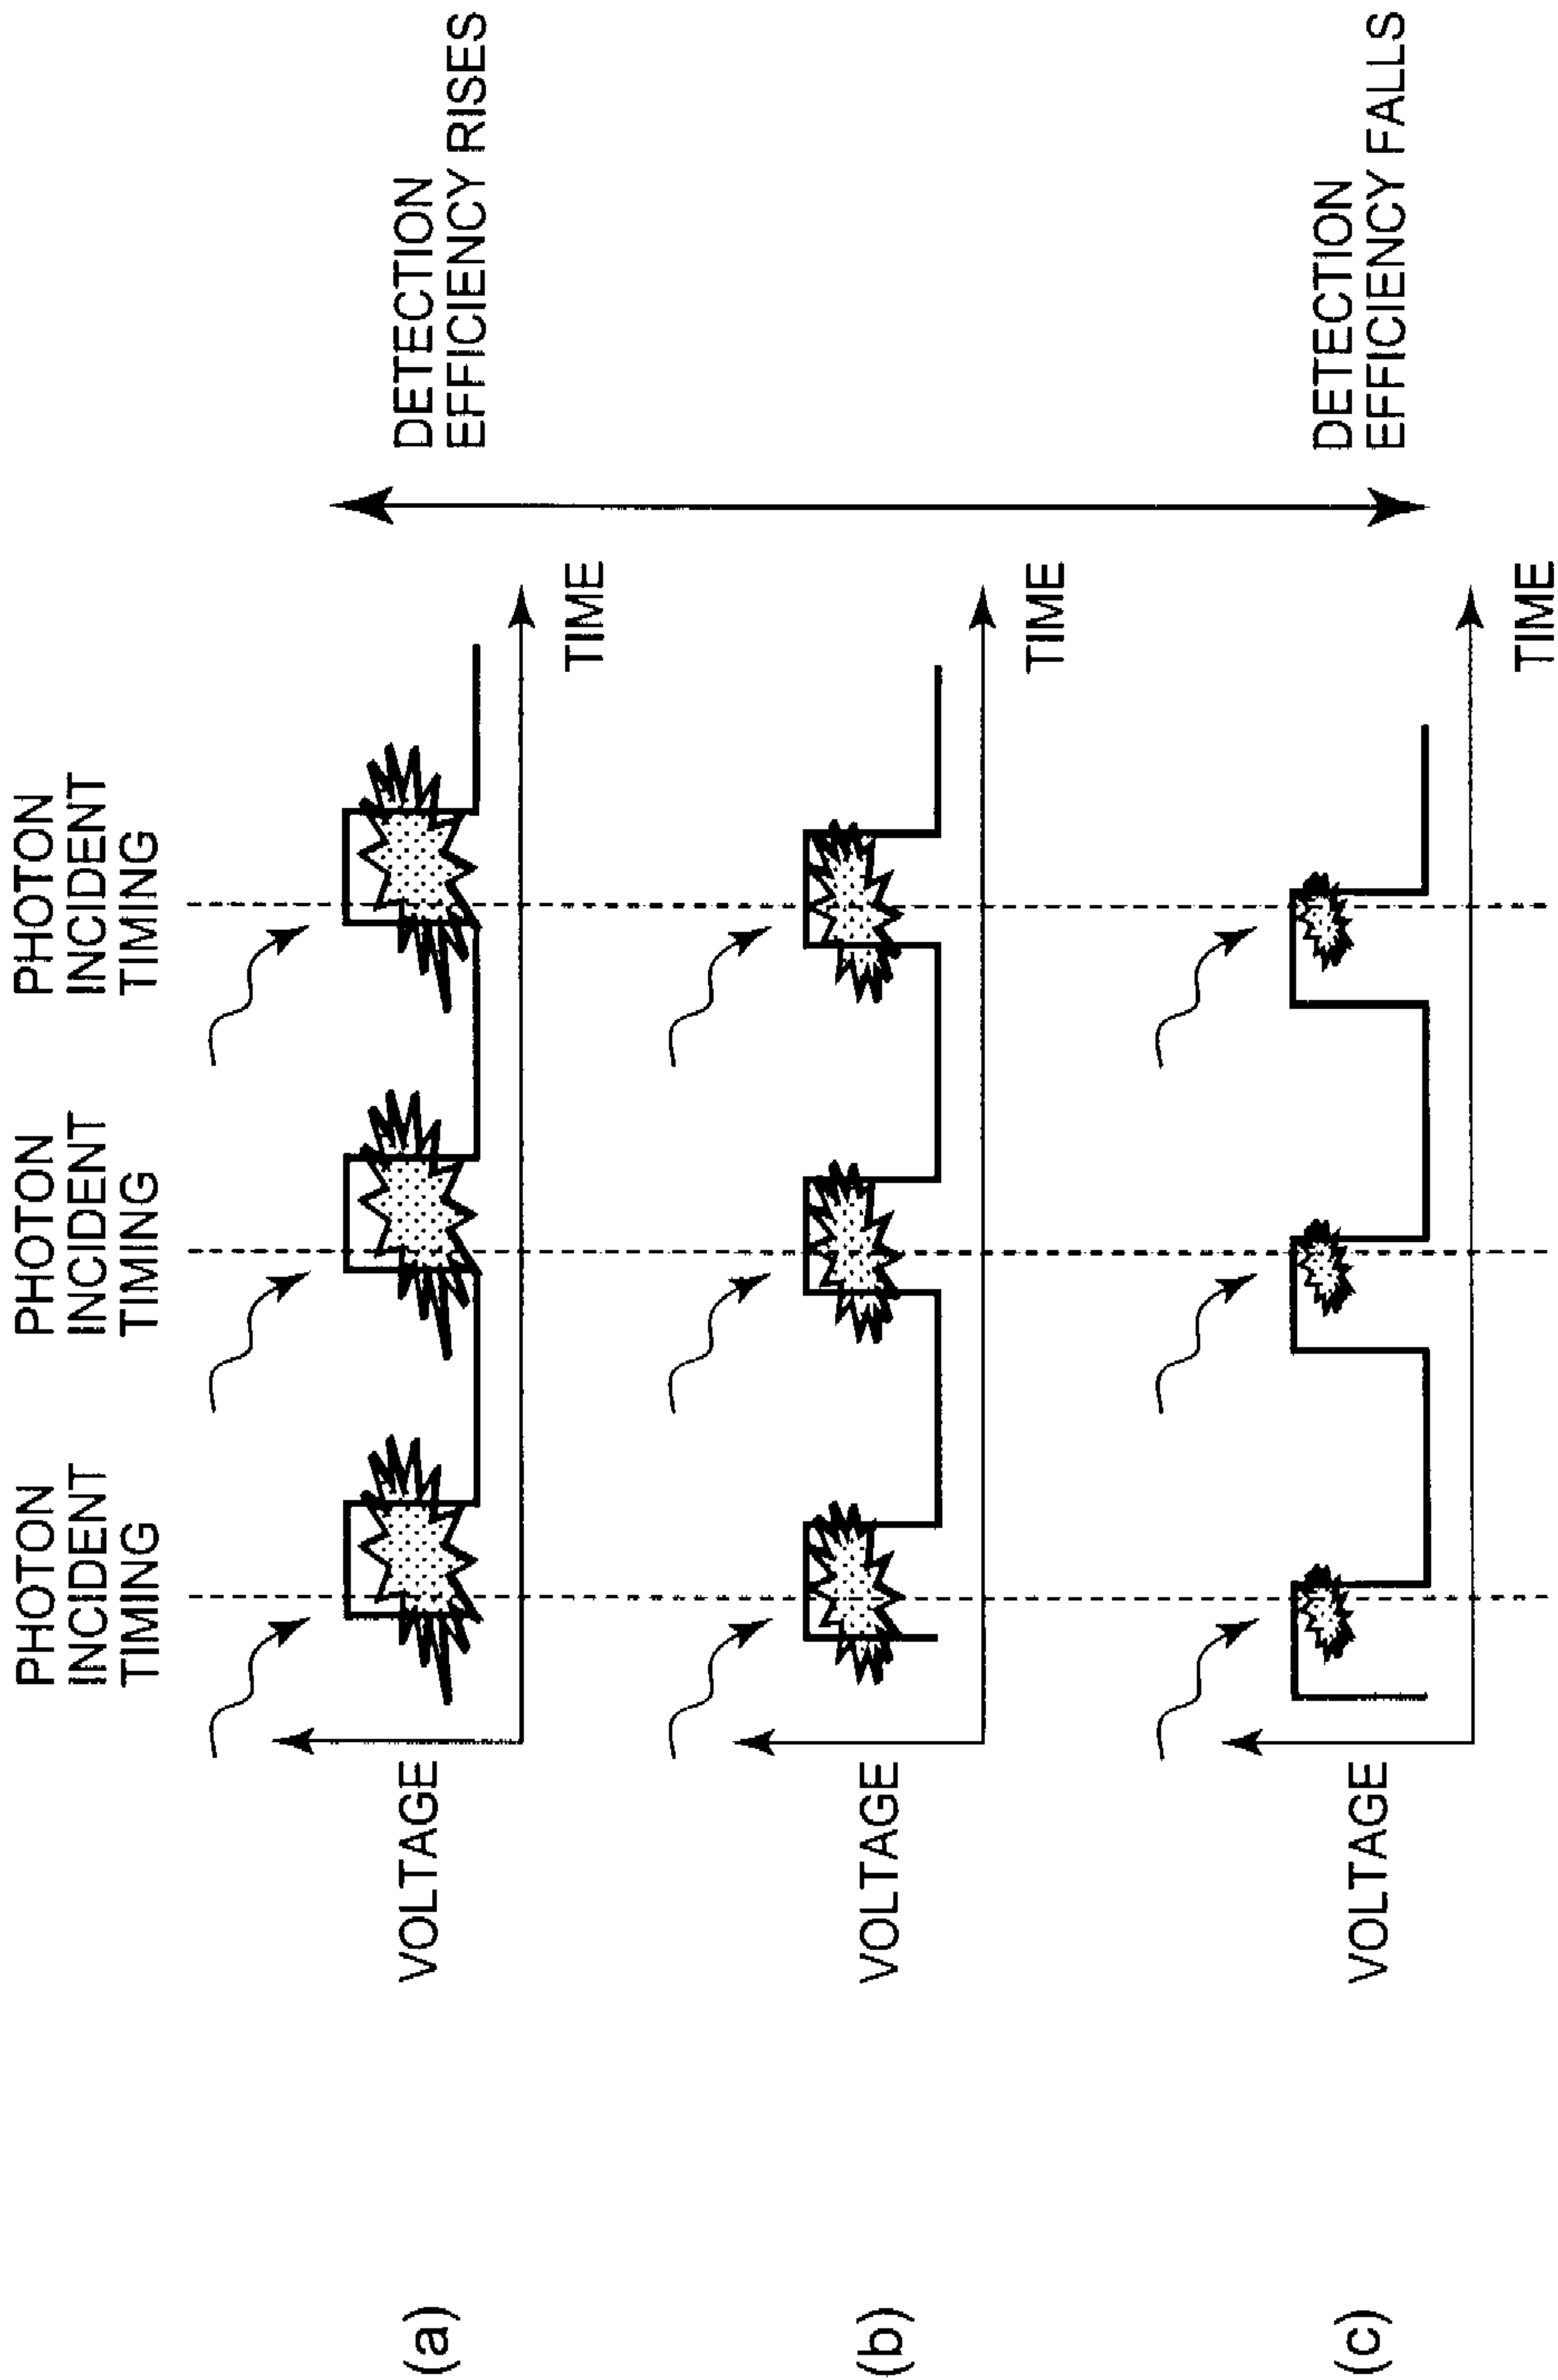 PHOTON
INCIDENT
TIMING
PHOTON
INCIDENT
TIMING
PHOTON
INCIDENT
TIMING
(a)
VOLTAGE
TIME
DETECTION
EFFICIENCY RISES
(b)
VOLTAGE
TIME
(c)
VOLTAGE
TIME
DETECTION
EFFICIENCY FALLS